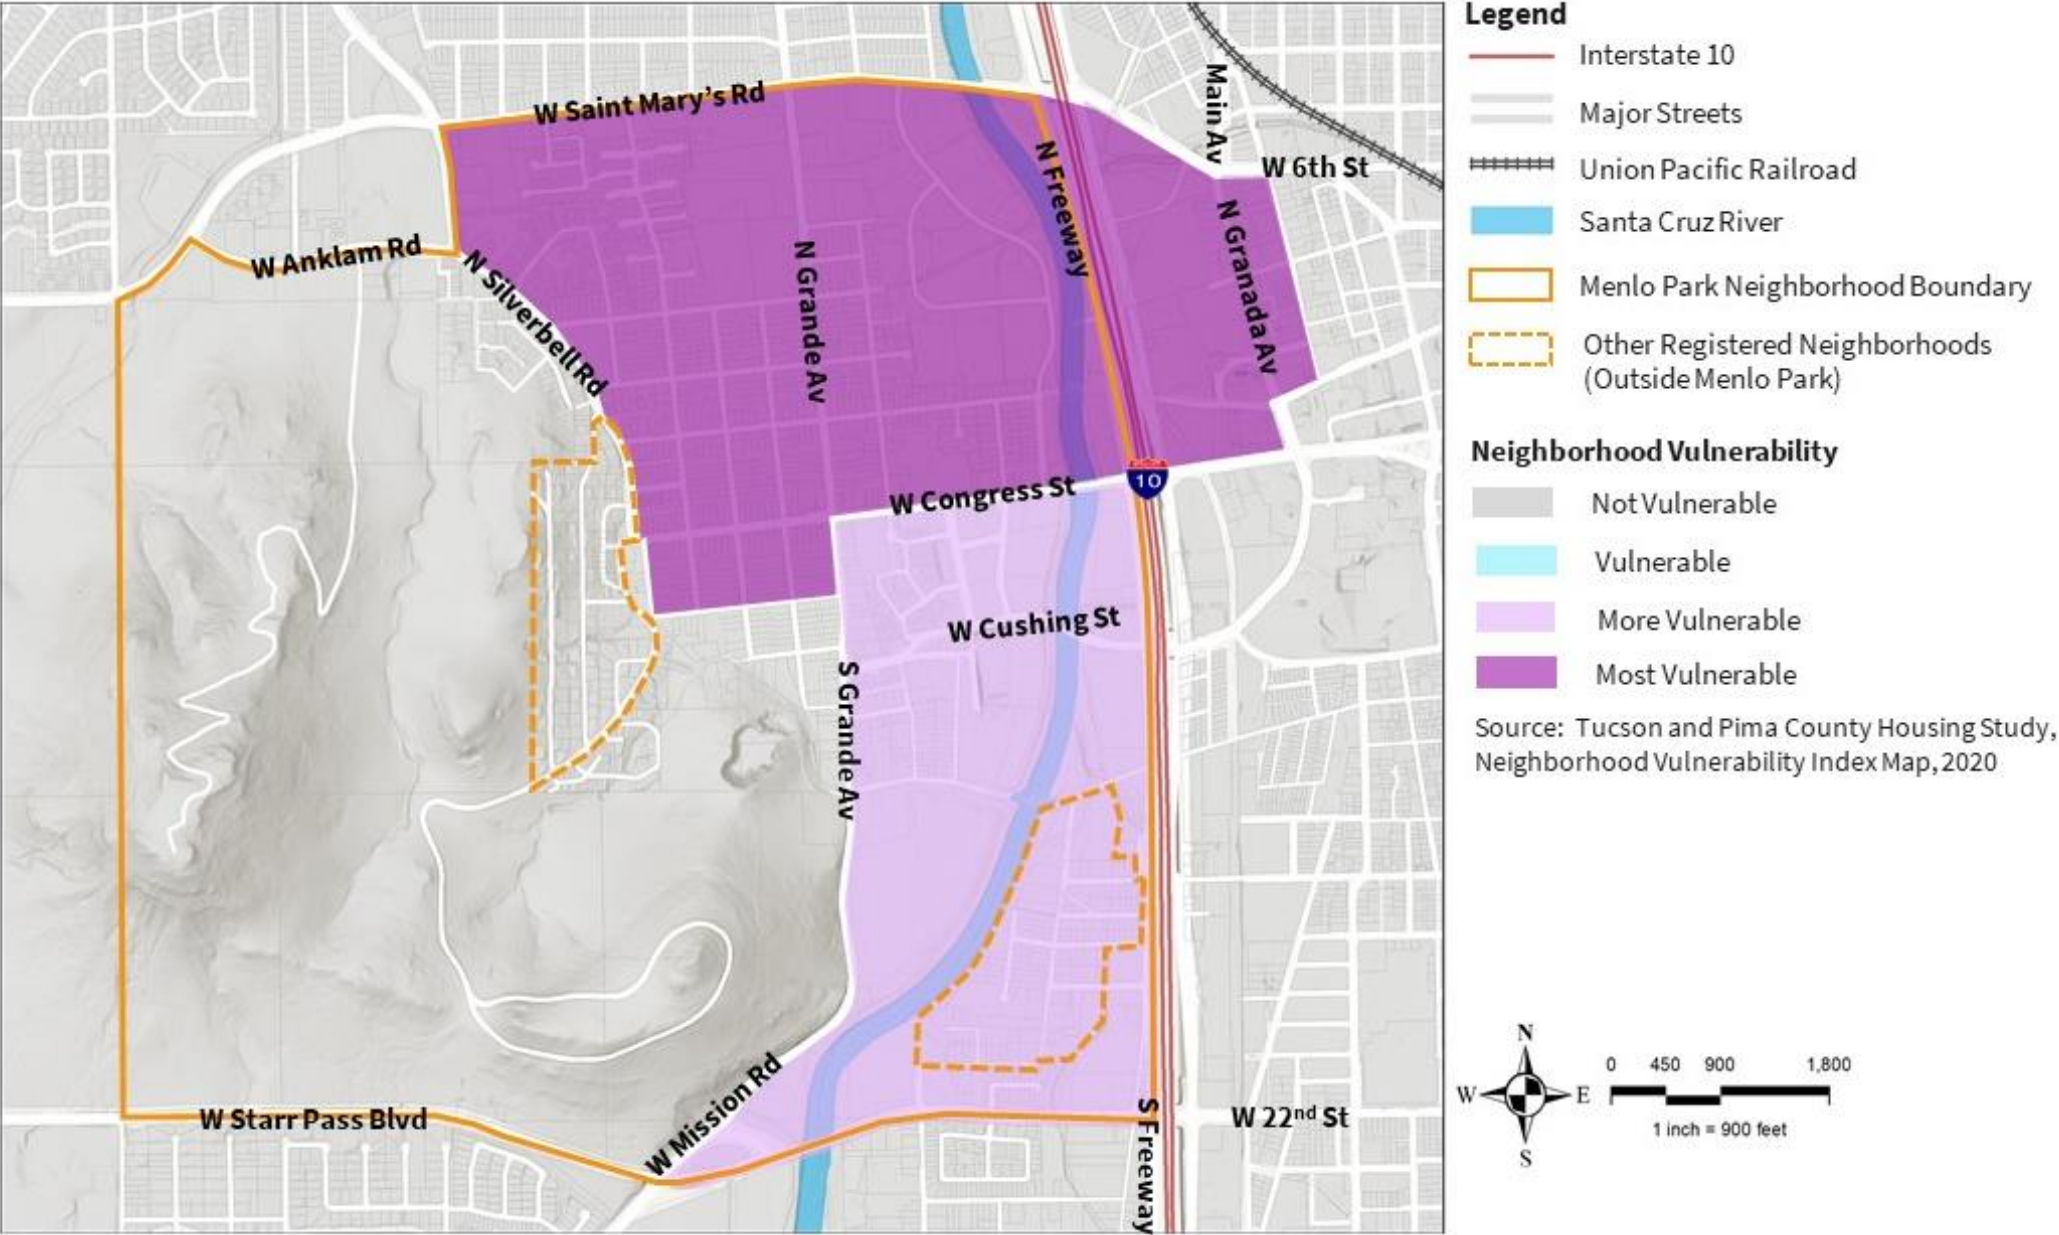 W Saint Mary's Rd
Main Av
W 6th St
N Freeway
W Anklam Rd
N Silverbell Rd
N Grande Av
N Granada Av
W Congress St
10
W Cushing St
S Grande Av
W Mission Rd
W Starr Pass Blvd
S Freeway
W 22nd St
Legend
Interstate 10
Major Streets
Union Pacific Railroad
Santa Cruz River
Menlo Park Neighborhood Boundary
Other Registered Neighborhoods
(Outside Menlo Park)
Neighborhood Vulnerability
Not Vulnerable
Vulnerable
More Vulnerable
Most Vulnerable
Source: Tucson and Pima County Housing Study,
Neighborhood Vulnerability Index Map, 2020
N
W E
S
0 450 900 1,800
1 inch = 900 feet